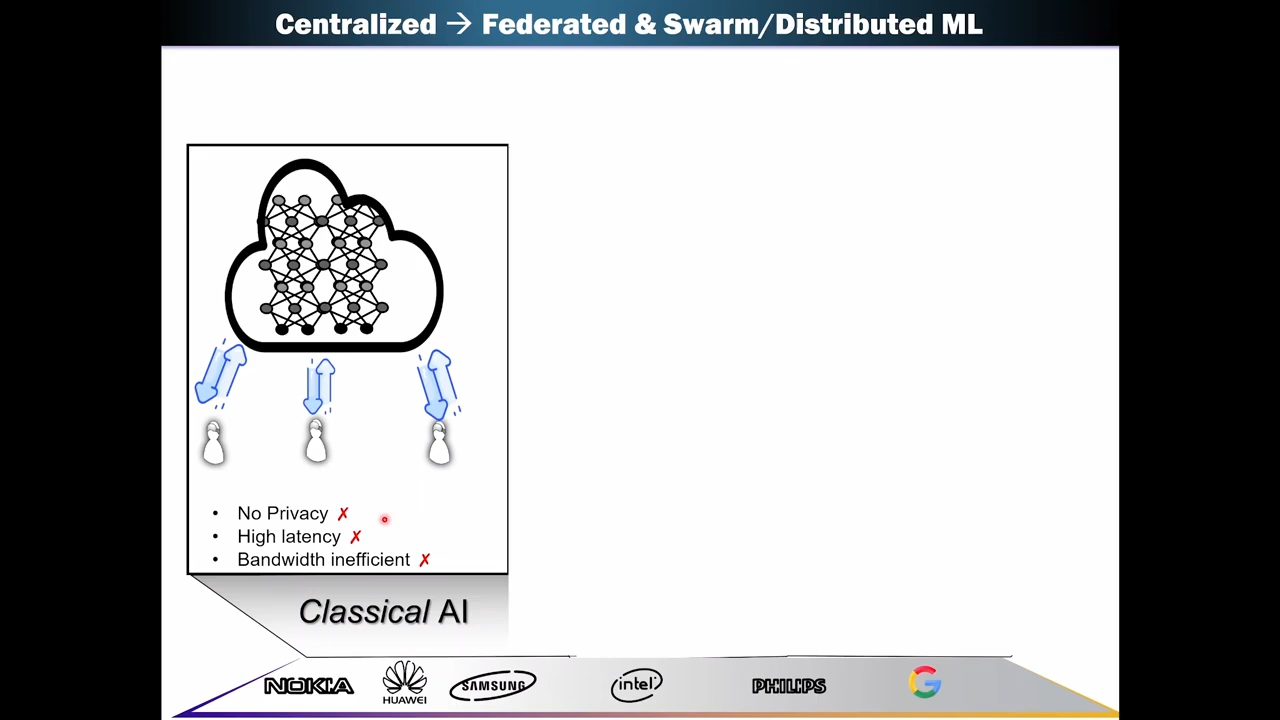 Centralized → Federated & Swarm/Distributed ML
• No Privacy ✗
• High latency ✗
• Bandwidth inefficient ✗
Classical AI
NOKIA HUAWEI SAMSUNG intel PHILIPS G